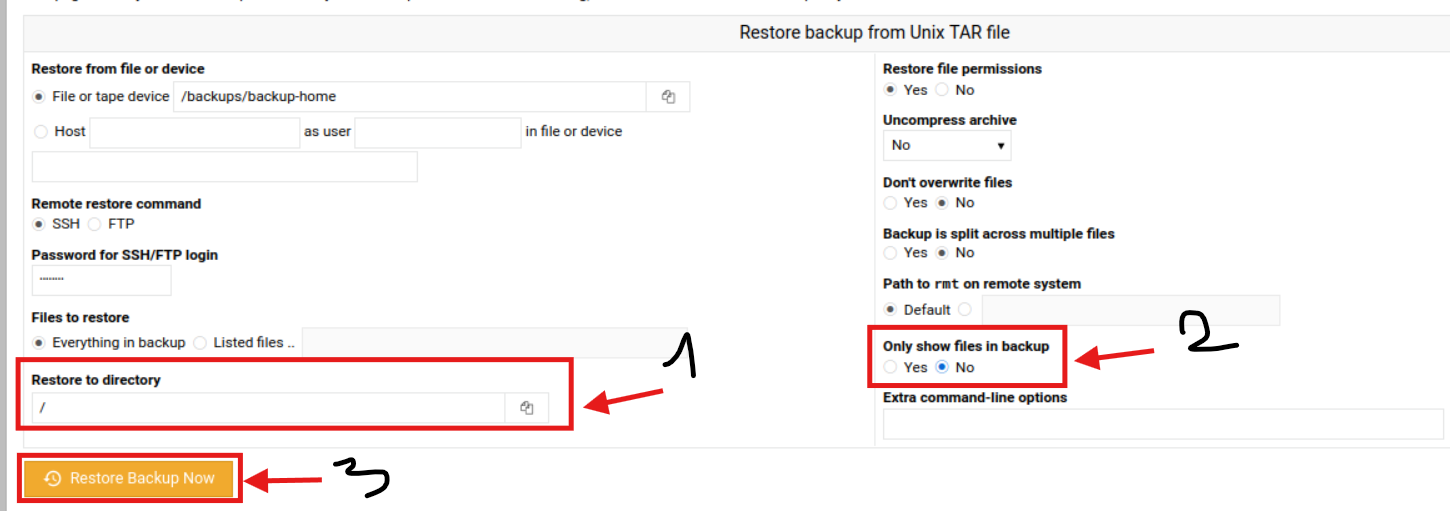 Restore backup from Unix TAR file
Restore from file or device
File or tape device /backups/backup-home
Host as user in file or device
Remote restore command
SSH FTP
Password for SSH/FTP login
········
Files to restore
Everything in backup Listed files ..
Restore to directory
/
1
Restore Backup Now
3
Restore file permissions
Yes No
Uncompress archive
No
Don't overwrite files
Yes No
Backup is split across multiple files
Yes No
Path to rmt on remote system
Default
Only show files in backup
Yes No
2
Extra command-line options